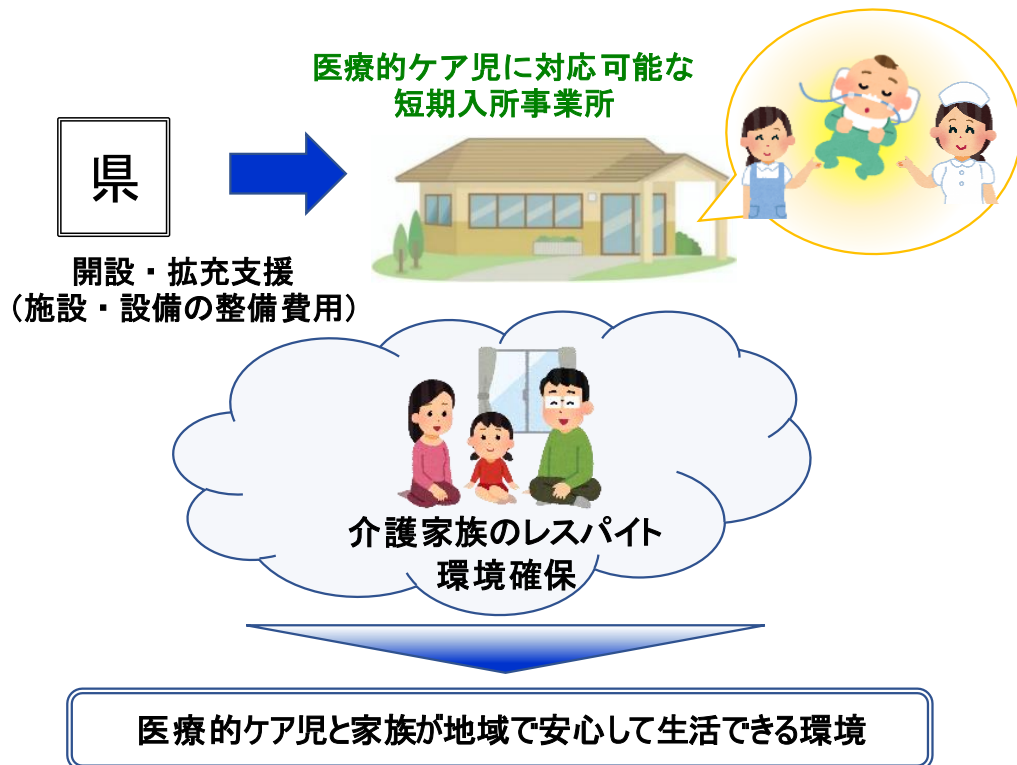 医療的ケア児に対応可能な
短期入所事業所
県
開設・拡充支援
（施設・設備の整備費用）
介護家族のレスパイト
環境確保
医療的ケア児と家族が地域で安心して生活できる環境